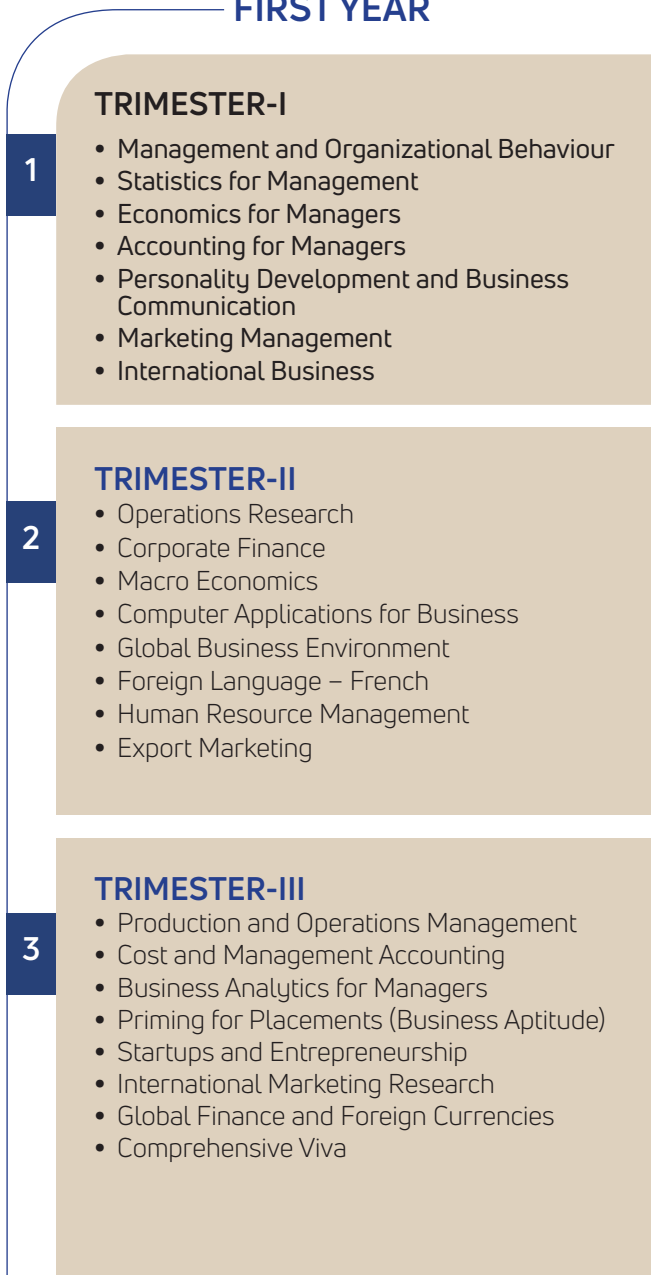 FIRST YEAR
TRIMESTER-I
1
• Management and Organizational Behaviour
• Statistics for Management
• Economics for Managers
• Accounting for Managers
• Personality Development and Business
Communication
• Marketing Management
• International Business
TRIMESTER-II
2
• Operations Research
• Corporate Finance
• Macro Economics
• Computer Applications for Business
• Global Business Environment
• Foreign Language – French
• Human Resource Management
• Export Marketing
TRIMESTER-III
3
• Production and Operations Management
• Cost and Management Accounting
• Business Analytics for Managers
• Priming for Placements (Business Aptitude)
• Startups and Entrepreneurship
• International Marketing Research
• Global Finance and Foreign Currencies
• Comprehensive Viva